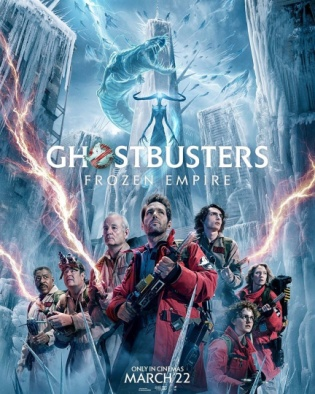 GHOSTBUSTERS
FROZEN EMPIRE
ONLY IN CINEMAS
MARCH 22